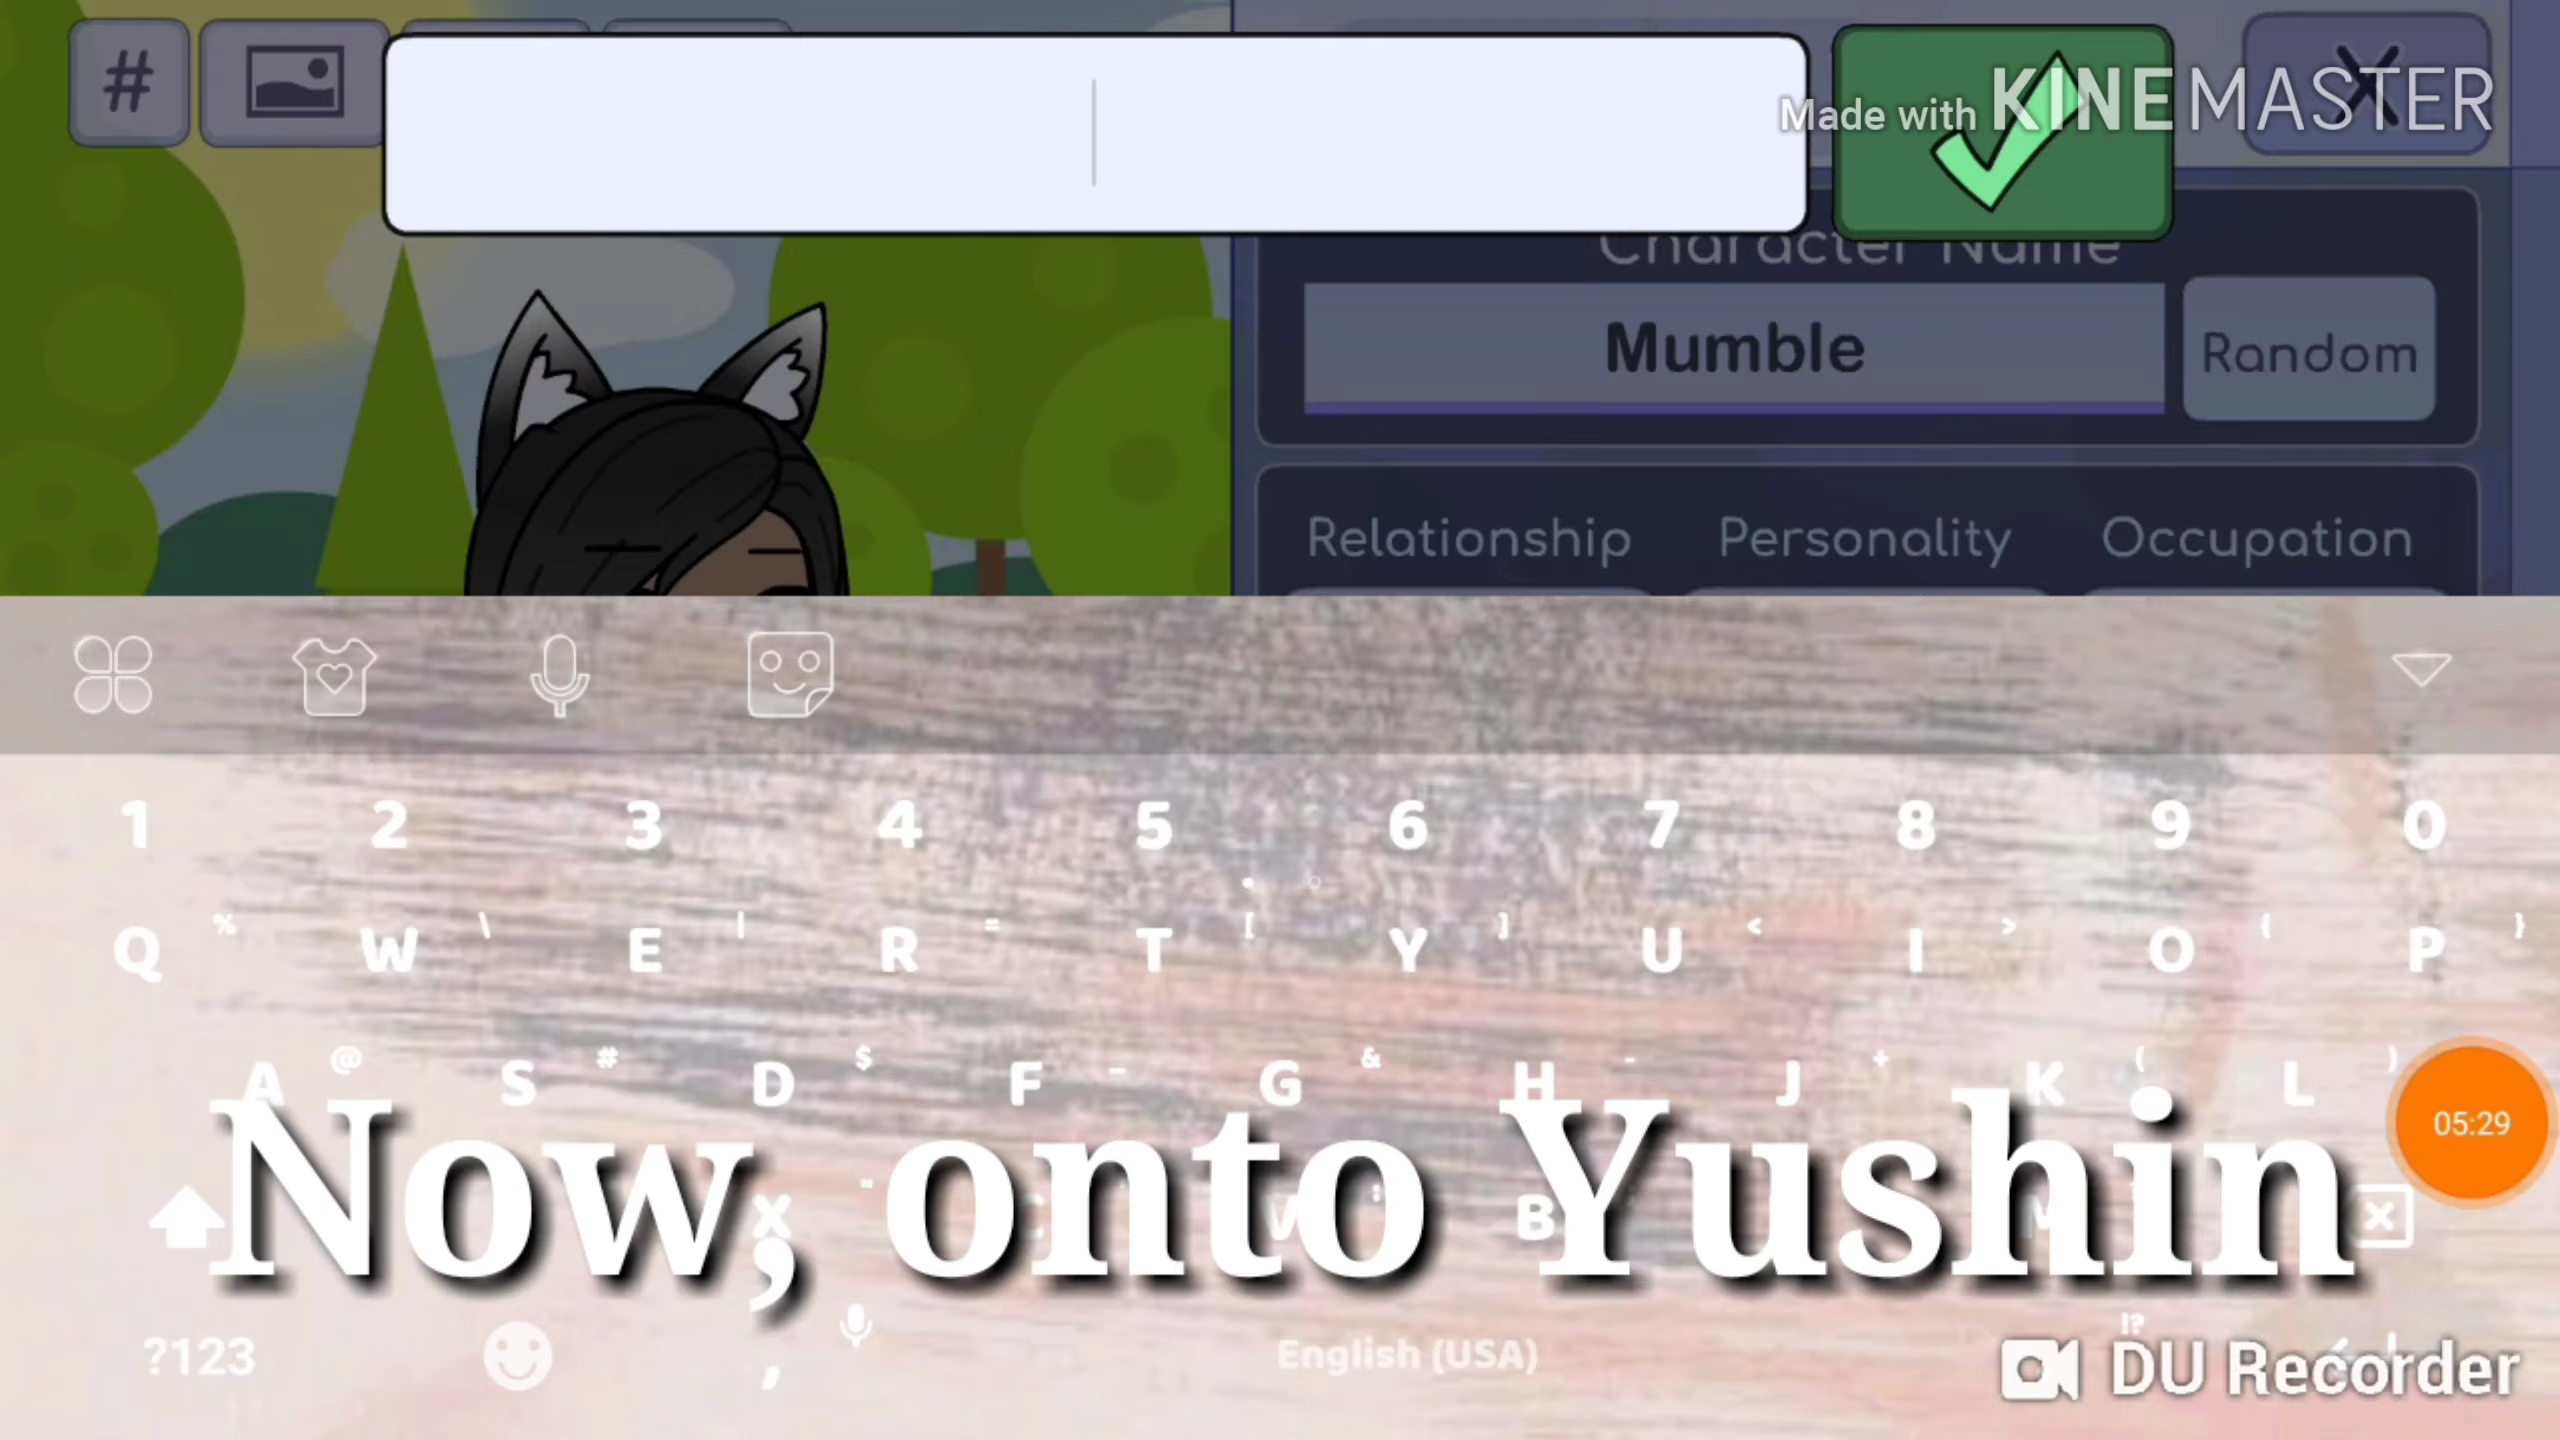 #
Made with KINEMASTER
X
Character Name
Mumble
Random
Relationship Personality Occupation
1 2 3 4 5 6 7 8 9 0
Q % W \ E | R = T [ Y ] U < I > O { P }
A @ S # D $ F _ G & H - J + K ( L )
05:29
Now, onto Yushin
X B
?123 , English (USA) !?
DU Recorder